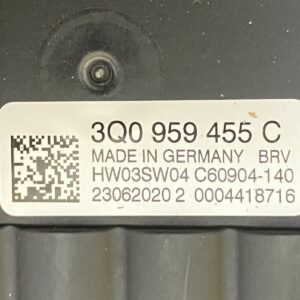 3Q0 959 455 C
MADE IN GERMANY BRV
HW03SW04 C60904-140
23062020 2 0004418716